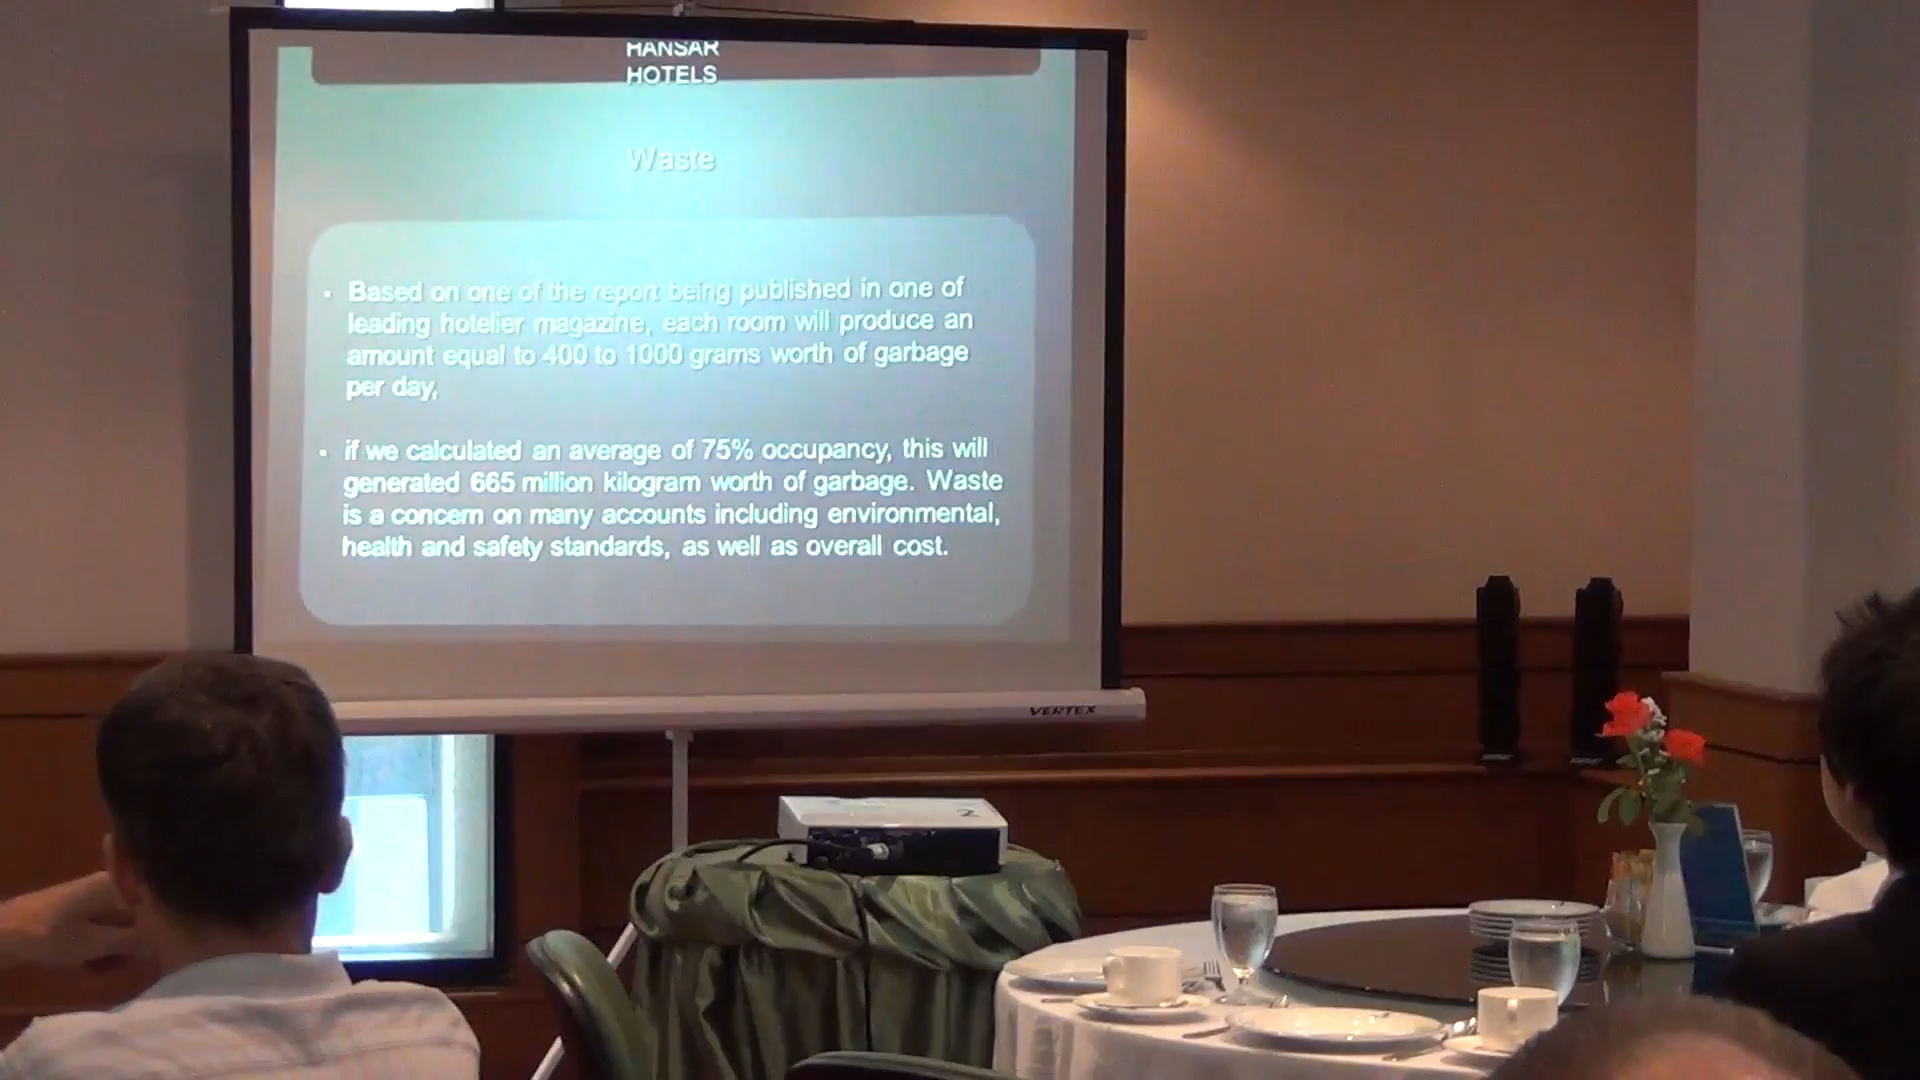 HANSAR
HOTELS
Waste
• Based on one of the report being published in one of
leading hotelier magazine, each room will produce an
amount equal to 400 to 1000 grams worth of garbage
per day,
• if we calculated an average of 75% occupancy, this will
generated 665 million kilogram worth of garbage. Waste
is a concern on many accounts including environmental,
health and safety standards, as well as overall cost.
VERTEX
2